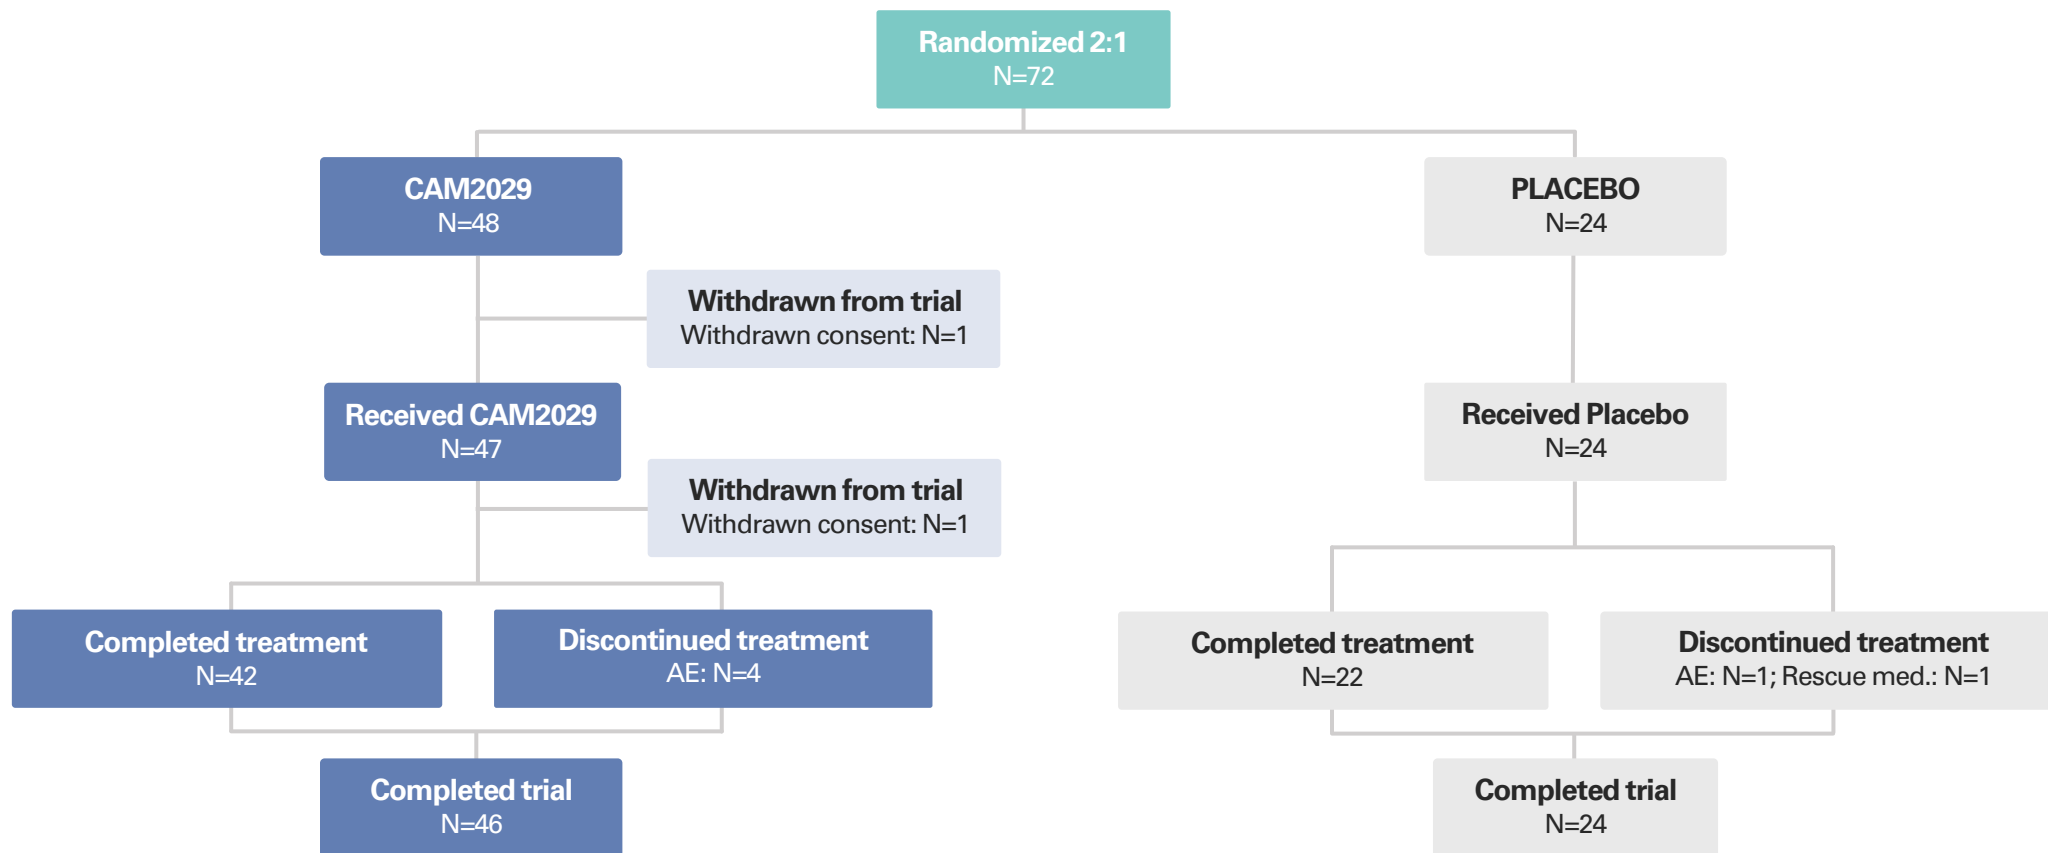 Randomized 2:1
N=72
CAM2029
N=48
PLACEBO
N=24
Withdrawn from trial
Withdrawn consent: N=1
Received CAM2029
N=47
Received Placebo
N=24
Withdrawn from trial
Withdrawn consent: N=1
Completed treatment
N=42
Discontinued treatment
AE: N=4
Completed treatment
N=22
Discontinued treatment
AE: N=1; Rescue med.: N=1
Completed trial
N=46
Completed trial
N=24